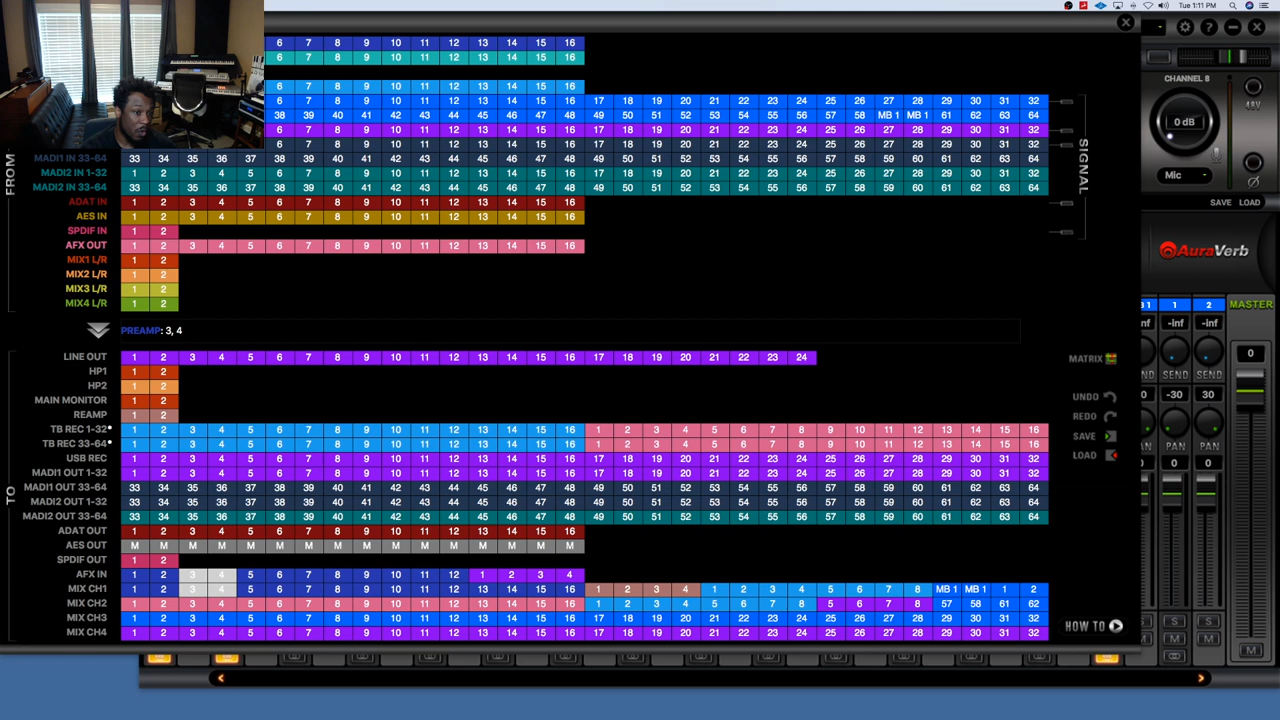 Tue 1:11 PM
6 7 8 9 10 11 12 13 14 15 16
6 7 8 9 10 11 12 13 14 15 16
6 7 8 9 10 11 12 13 14 15 16
6 7 8 9 10 11 12 13 14 15 16 17 18 19 20 21 22 23 24 25 26 27 28 29 30 31 32
38 39 40 41 42 43 44 45 46 47 48 49 50 51 52 53 54 55 56 57 58 MB 1 MB 1 61 62 63 64
6 7 8 9 10 11 12 13 14 15 16 17 18 19 20 21 22 23 24 25 26 27 28 29 30 31 32
6 7 8 9 10 11 12 13 14 15 16 17 18 19 20 21 22 23 24 25 26 27 28 29 30 31 32
MADI1 IN 33-64 33 34 35 36 37 38 39 40 41 42 43 44 45 46 47 48 49 50 51 52 53 54 55 56 57 58 59 60 61 62 63 64
MADI2 IN 1-32 1 2 3 4 5 6 7 8 9 10 11 12 13 14 15 16 17 18 19 20 21 22 23 24 25 26 27 28 29 30 31 32
MADI2 IN 33-64 33 34 35 36 37 38 39 40 41 42 43 44 45 46 47 48 49 50 51 52 53 54 55 56 57 58 59 60 61 62 63 64
ADAT IN 1 2 3 4 5 6 7 8 9 10 11 12 13 14 15 16
AES IN 1 2 3 4 5 6 7 8 9 10 11 12 13 14 15 16
SPDIF IN 1 2
AFX OUT 1 2 3 4 5 6 7 8 9 10 11 12 13 14 15 16
MIX1 L/R 1 2
MIX2 L/R 1 2
MIX3 L/R 1 2
MIX4 L/R 1 2
FROM
SIGNAL
PREAMP: 3, 4
LINE OUT 1 2 3 4 5 6 7 8 9 10 11 12 13 14 15 16 17 18 19 20 21 22 23 24
HP1 1 2
HP2 1 2
MAIN MONITOR 1 2
REAMP 1 2
TB REC 1-32 1 2 3 4 5 6 7 8 9 10 11 12 13 14 15 16 1 2 3 4 5 6 7 8 9 10 11 12 13 14 15 16
TB REC 33-64 1 2 3 4 5 6 7 8 9 10 11 12 13 14 15 16 1 2 3 4 5 6 7 8 9 10 11 12 13 14 15 16
USB REC 1 2 3 4 5 6 7 8 9 10 11 12 13 14 15 16 17 18 19 20 21 22 23 24 25 26 27 28 29 30 31 32
MADI1 OUT 1-32 1 2 3 4 5 6 7 8 9 10 11 12 13 14 15 16 17 18 19 20 21 22 23 24 25 26 27 28 29 30 31 32
MADI1 OUT 33-64 33 34 35 36 37 38 39 40 41 42 43 44 45 46 47 48 49 50 51 52 53 54 55 56 57 58 59 60 61 62 63 64
MADI2 OUT 1-32 33 34 35 36 37 38 39 40 41 42 43 44 45 46 47 48 49 50 51 52 53 54 55 56 57 58 59 60 61 62 63 64
MADI2 OUT 33-64 33 34 35 36 37 38 39 40 41 42 43 44 45 46 47 48 49 50 51 52 53 54 55 56 57 58 59 60 61 62 63 64
ADAT OUT 1 2 3 4 5 6 7 8 9 10 11 12 13 14 15 16
AES OUT M M M M M M M M M M M M M M M M
SPDIF OUT 1 2
AFX IN 1 2 3 4 5 6 7 8 9 10 11 12 1 2 3 4
MIX CH1 1 2 3 4 5 6 7 8 9 10 11 12 13 14 15 16 1 2 3 4 1 2 3 4 5 6 7 8 MB 1 MB 1 1 2
MIX CH2 1 2 3 4 5 6 7 8 9 10 11 12 13 14 15 16 1 2 3 4 5 6 7 8 5 6 7 8 57 58 61 62
MIX CH3 1 2 3 4 5 6 7 8 9 10 11 12 13 14 15 16 17 18 19 20 21 22 23 24 25 26 27 28 29 30 31 32
MIX CH4 1 2 3 4 5 6 7 8 9 10 11 12 13 14 15 16 17 18 19 20 21 22 23 24 25 26 27 28 29 30 31 32
TO
MATRIX
UNDO
REDO
SAVE
LOAD
HOW TO
CHANNEL 8
0 dB
48V
Mic
SAVE LOAD
AuraVerb
1 2 MASTER
-inf -inf 0
SEND SEND
-30 30
PAN PAN
0 0
S S
M M M